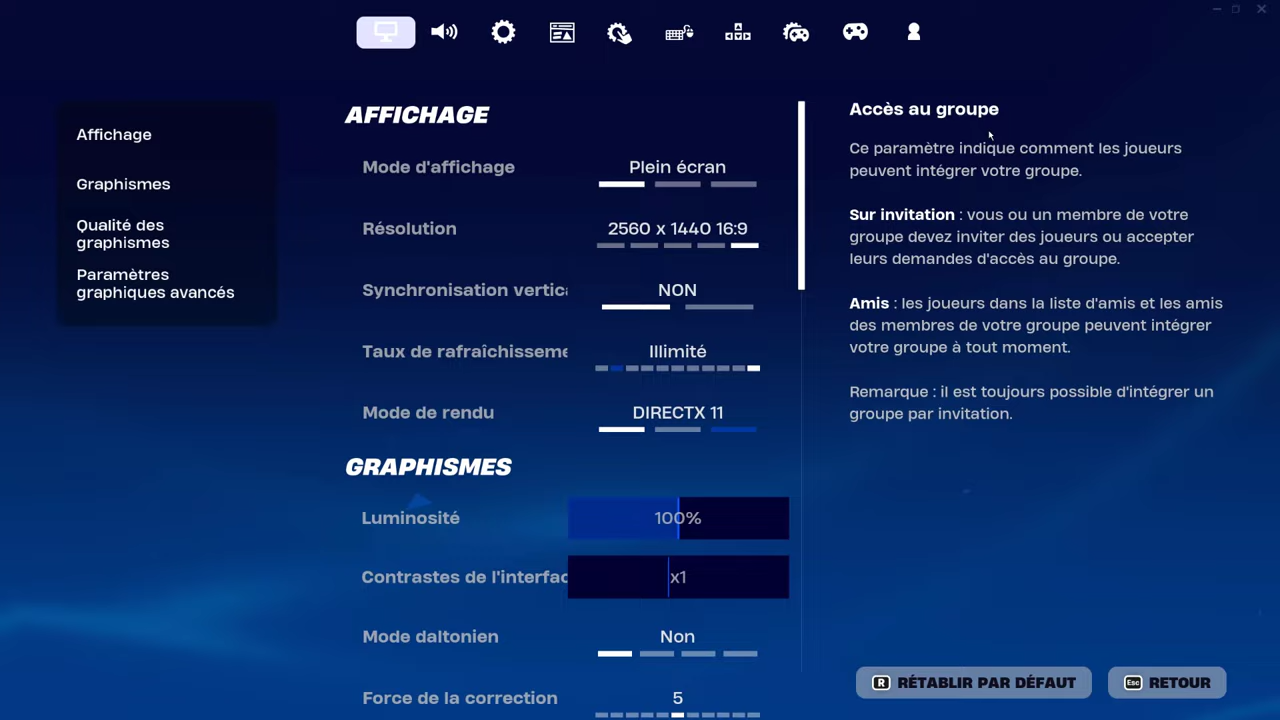 Affichage
Graphismes
Qualité des
graphismes
Paramètres
graphiques avancés
AFFICHAGE
Mode d'affichage
Plein écran
Résolution
2560 x 1440 16:9
Synchronisation vertica
NON
Taux de rafraîchisseme
Illimité
Mode de rendu
DIRECTX 11
GRAPHISMES
Luminosité
100%
Contrastes de l'interfac
x1
Mode daltonien
Non
Force de la correction
5
Accès au groupe
Ce paramètre indique comment les joueurs
peuvent intégrer votre groupe.
Sur invitation : vous ou un membre de votre
groupe devez inviter des joueurs ou accepter
leurs demandes d'accès au groupe.
Amis : les joueurs dans la liste d'amis et les amis
des membres de votre groupe peuvent intégrer
votre groupe à tout moment.
Remarque : il est toujours possible d'intégrer un
groupe par invitation.
R RÉTABLIR PAR DÉFAUT
Esc RETOUR